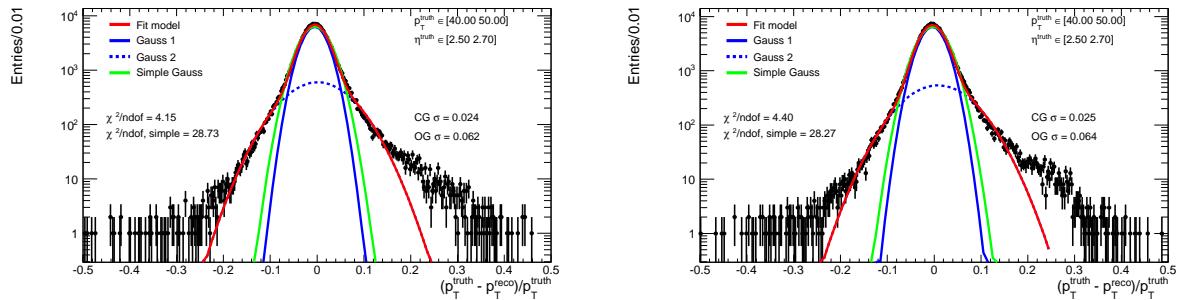 Entries/0.01
10⁴
10³
10²
10
1
Fit model
Gauss 1
Gauss 2
Simple Gauss
p_T^truth ∈ [40.00 50.00]
η^truth ∈ [2.50 2.70]
χ²/ndof = 4.15
χ²/ndof, simple = 28.73
CG σ = 0.024
OG σ = 0.062
-0.5 -0.4 -0.3 -0.2 -0.1 0 0.1 0.2 0.3 0.4 0.5
(p_T^truth - p_T^reco)/p_T^truth
Entries/0.01
10⁴
10³
10²
10
1
Fit model
Gauss 1
Gauss 2
Simple Gauss
p_T^truth ∈ [40.00 50.00]
η^truth ∈ [2.50 2.70]
χ²/ndof = 4.40
χ²/ndof, simple = 28.27
CG σ = 0.025
OG σ = 0.064
-0.5 -0.4 -0.3 -0.2 -0.1 0 0.1 0.2 0.3 0.4 0.5
(p_T^truth - p_T^reco)/p_T^truth